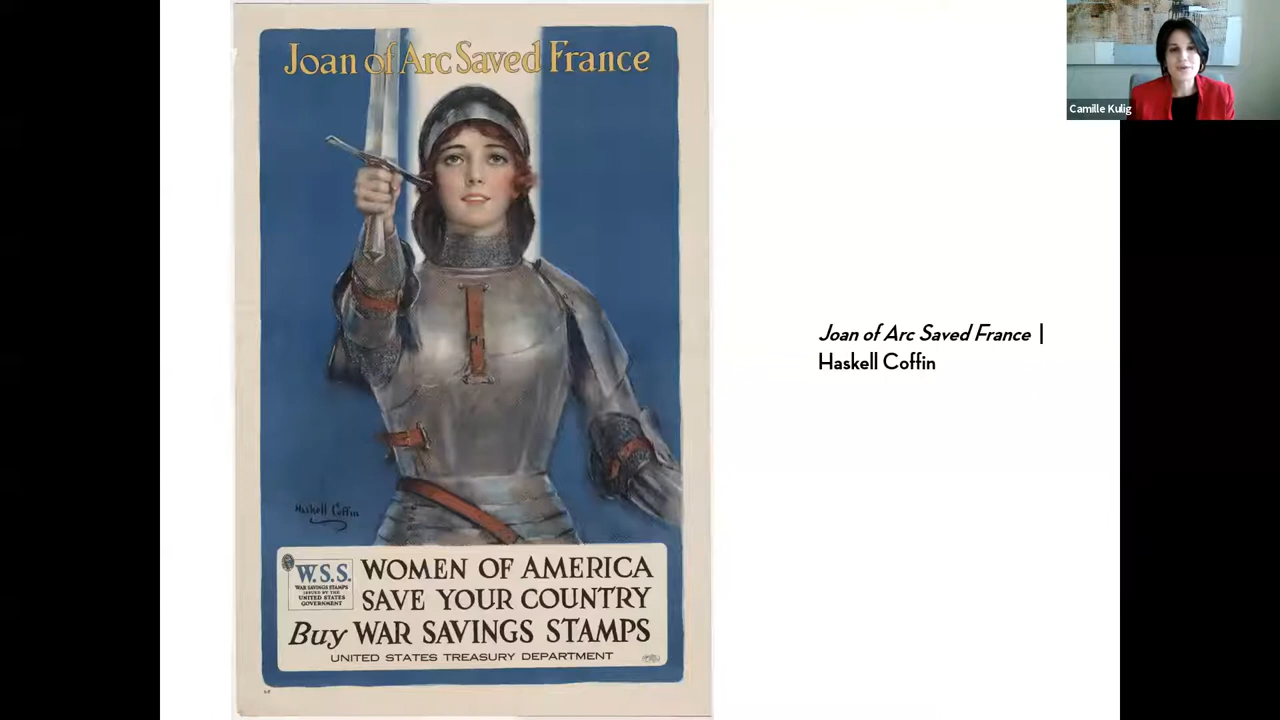 Joan of Arc Saved France
Haskell Coffin
W.S.S.
WAR SAVINGS STAMPS
ISSUED BY THE
UNITED STATES
GOVERNMENT
WOMEN OF AMERICA
SAVE YOUR COUNTRY
Buy WAR SAVINGS STAMPS
UNITED STATES TREASURY DEPARTMENT
Joan of Arc Saved France |
Haskell Coffin
Camille Kulig